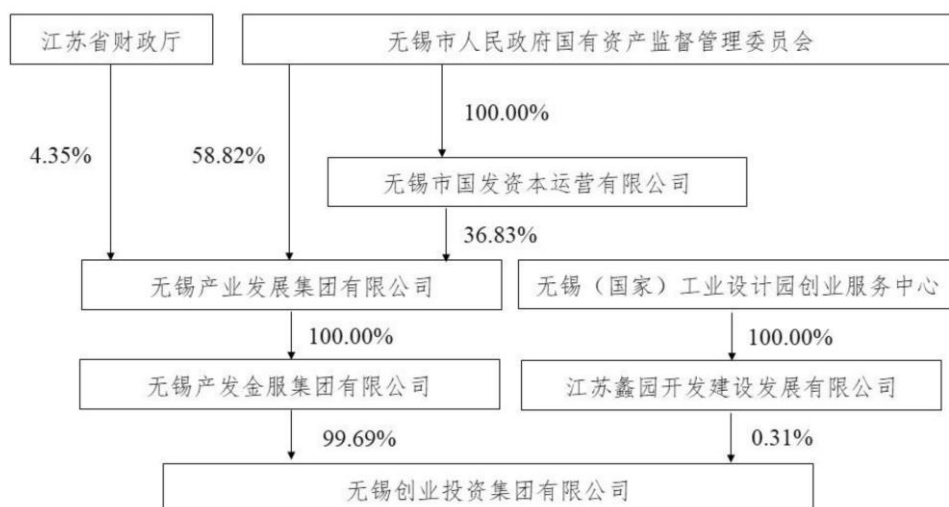 江苏省财政厅
无锡市人民政府国有资产监督管理委员会
100.00%
4.35%
58.82%
无锡市国发资本运营有限公司
36.83%
无锡产业发展集团有限公司
无锡（国家）工业设计园创业服务中心
100.00%
100.00%
无锡产发金服集团有限公司
江苏蠡园开发建设发展有限公司
99.69%
0.31%
无锡创业投资集团有限公司